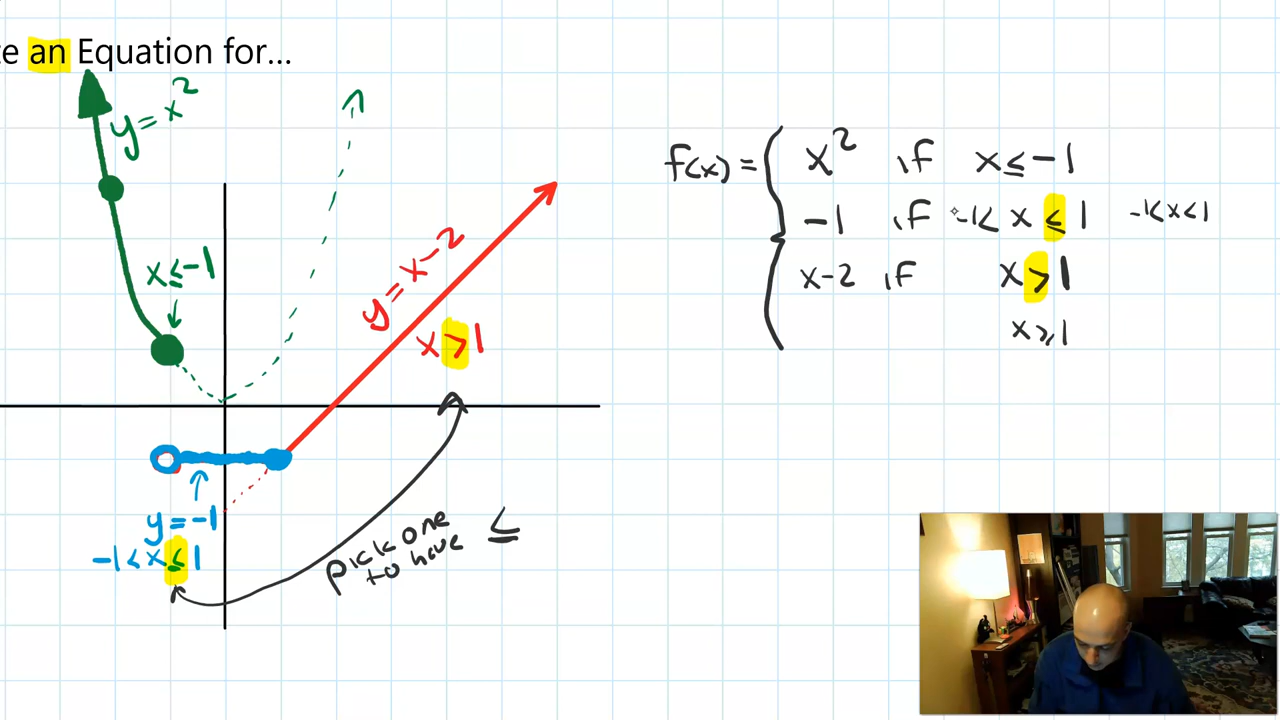 e an Equation for...
y = x²
x ≤ -1
y = x - 2
x > 1
y = -1
-1 < x ≤ 1
pick one
to have ≤
f(x) = { x² if x ≤ -1
-1 if -1 < x ≤ 1 -1 < x < 1
x-2 if x > 1
x ≥ 1